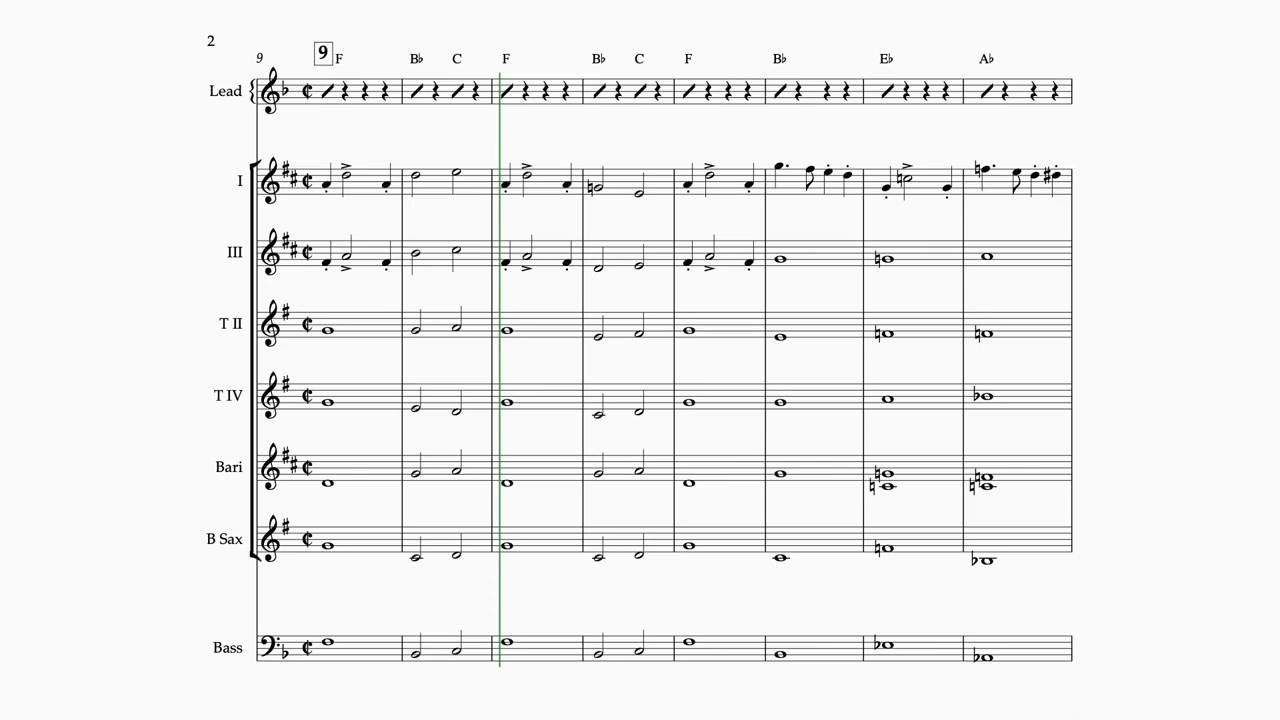 2
9 9 F B♭ C F B♭ C F B♭ E♭ A♭
Lead
I
III
T II
T IV
Bari
B Sax
Bass